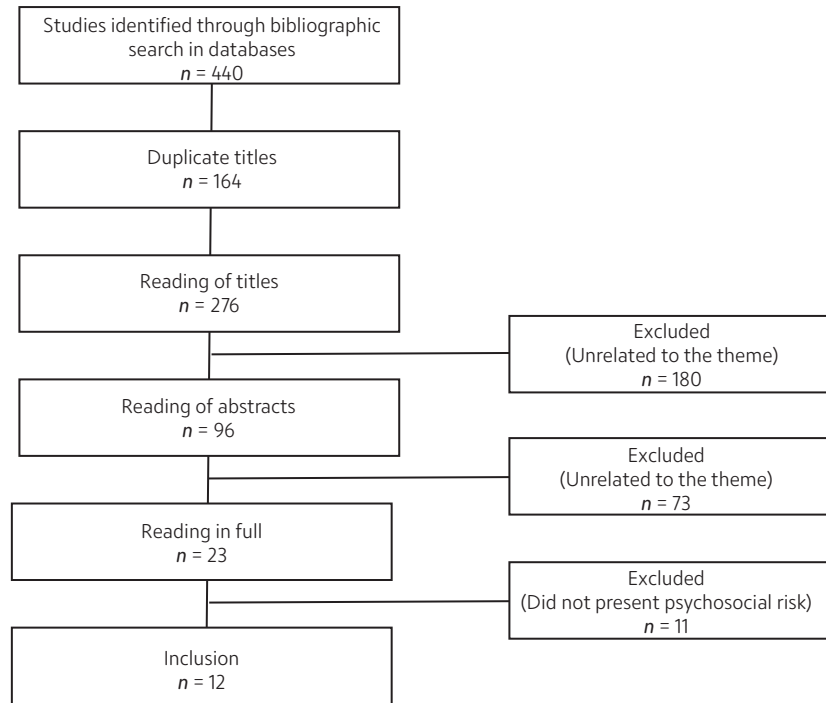 Studies identified through bibliographic
search in databases
n = 440
Duplicate titles
n = 164
Reading of titles
n = 276
Excluded
(Unrelated to the theme)
n = 180
Reading of abstracts
n = 96
Excluded
(Unrelated to the theme)
n = 73
Reading in full
n = 23
Excluded
(Did not present psychosocial risk)
n = 11
Inclusion
n = 12